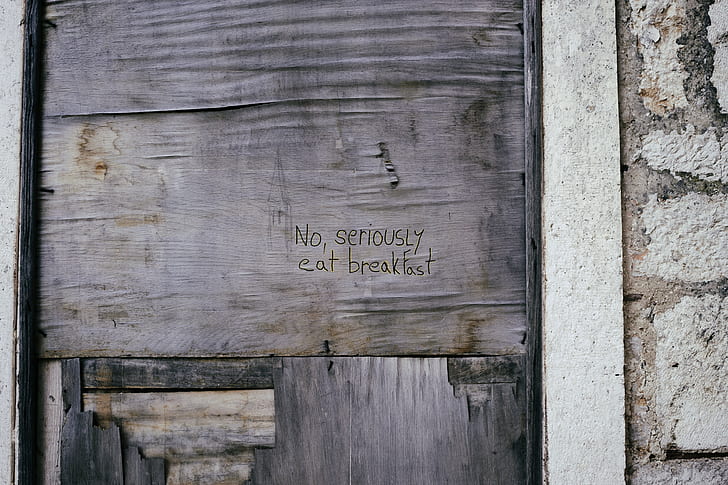 No, seriously
eat breakfast